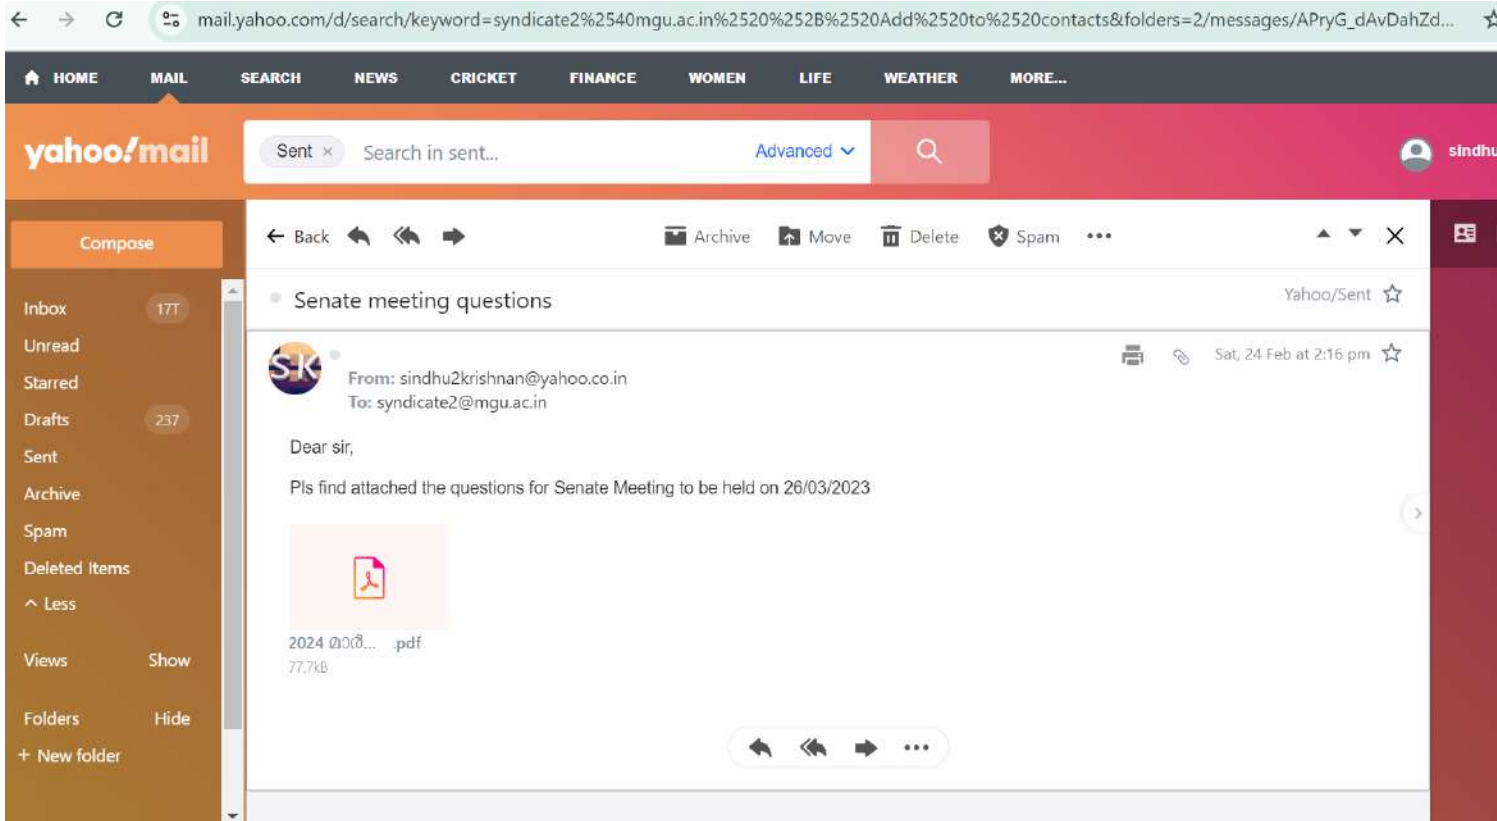 mail.yahoo.com/d/search/keyword=syndicate2%2540mgu.ac.in%2520%252B%2520Add%2520to%2520contacts&folders=2/messages/APryG_dAvDahZd...
HOME MAIL SEARCH NEWS CRICKET FINANCE WOMEN LIFE WEATHER MORE...
yahoo!mail
Sent × Search in sent... Advanced
sindhu
Compose
Back Archive Move Delete Spam •••
Inbox 17T
Unread
Starred
Drafts 237
Sent
Archive
Spam
Deleted Items
Less
Views Show
Folders Hide
+ New folder
Senate meeting questions
Yahoo/Sent
SK
Sat, 24 Feb at 2:16 pm
From: sindhu2krishnan@yahoo.co.in
To: syndicate2@mgu.ac.in
Dear sir,
Pls find attached the questions for Senate Meeting to be held on 26/03/2023
2024 മാർ... .pdf
77.7kB